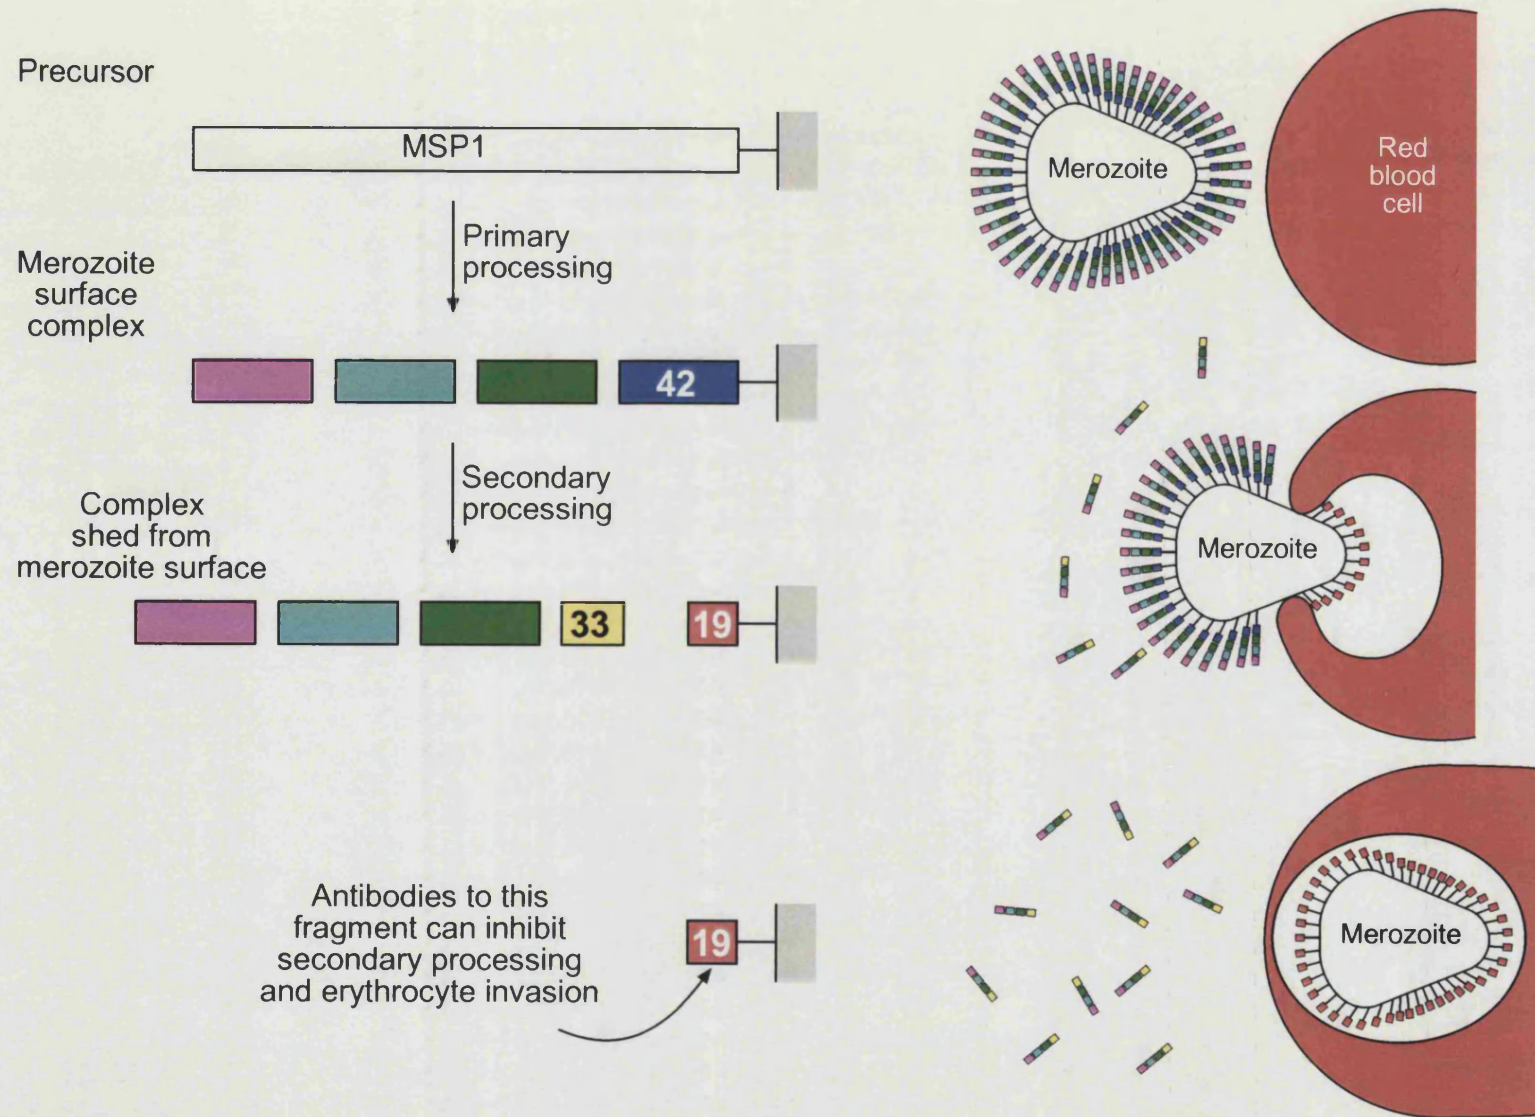 Precursor
MSP1
Primary
processing
Merozoite
surface
complex
42
Secondary
processing
Complex
shed from
merozoite surface
33
19
Antibodies to this
fragment can inhibit
secondary processing
and erythrocyte invasion
19
Merozoite
Red
blood
cell
Merozoite
Merozoite